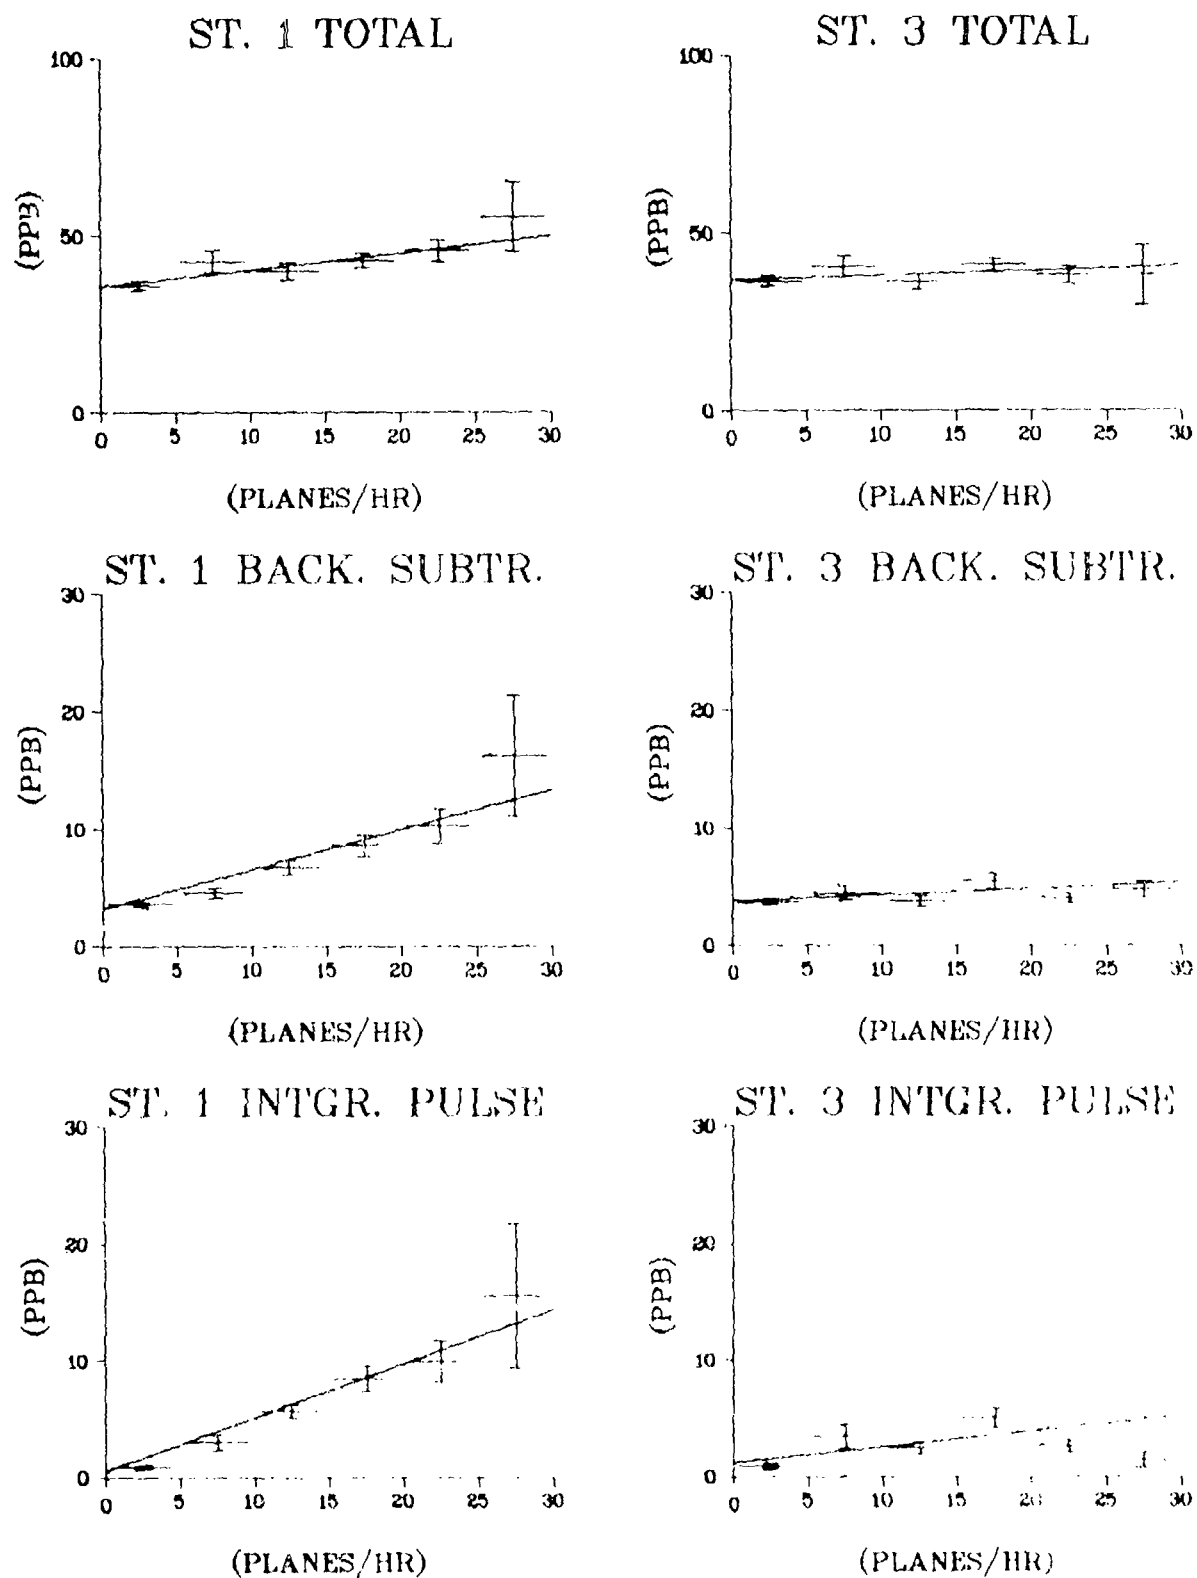 ST. 1 TOTAL
100
50
0
(PPB)
0 5 10 15 20 25 30
(PLANES/HR)
ST. 3 TOTAL
100
50
0
(PPB)
0 5 10 15 20 25 30
(PLANES/HR)
ST. 1 BACK. SUBTR.
30
20
10
0
(PPB)
0 5 10 15 20 25 30
(PLANES/HR)
ST. 3 BACK. SUBTR.
30
20
10
0
(PPB)
0 5 10 15 20 25 30
(PLANES/HR)
ST. 1 INTGR. PULSE
30
20
10
0
(PPB)
0 5 10 15 20 25 30
(PLANES/HR)
ST. 3 INTGR. PULSE
30
20
10
0
(PPB)
0 5 10 15 20 25 30
(PLANES/HR)